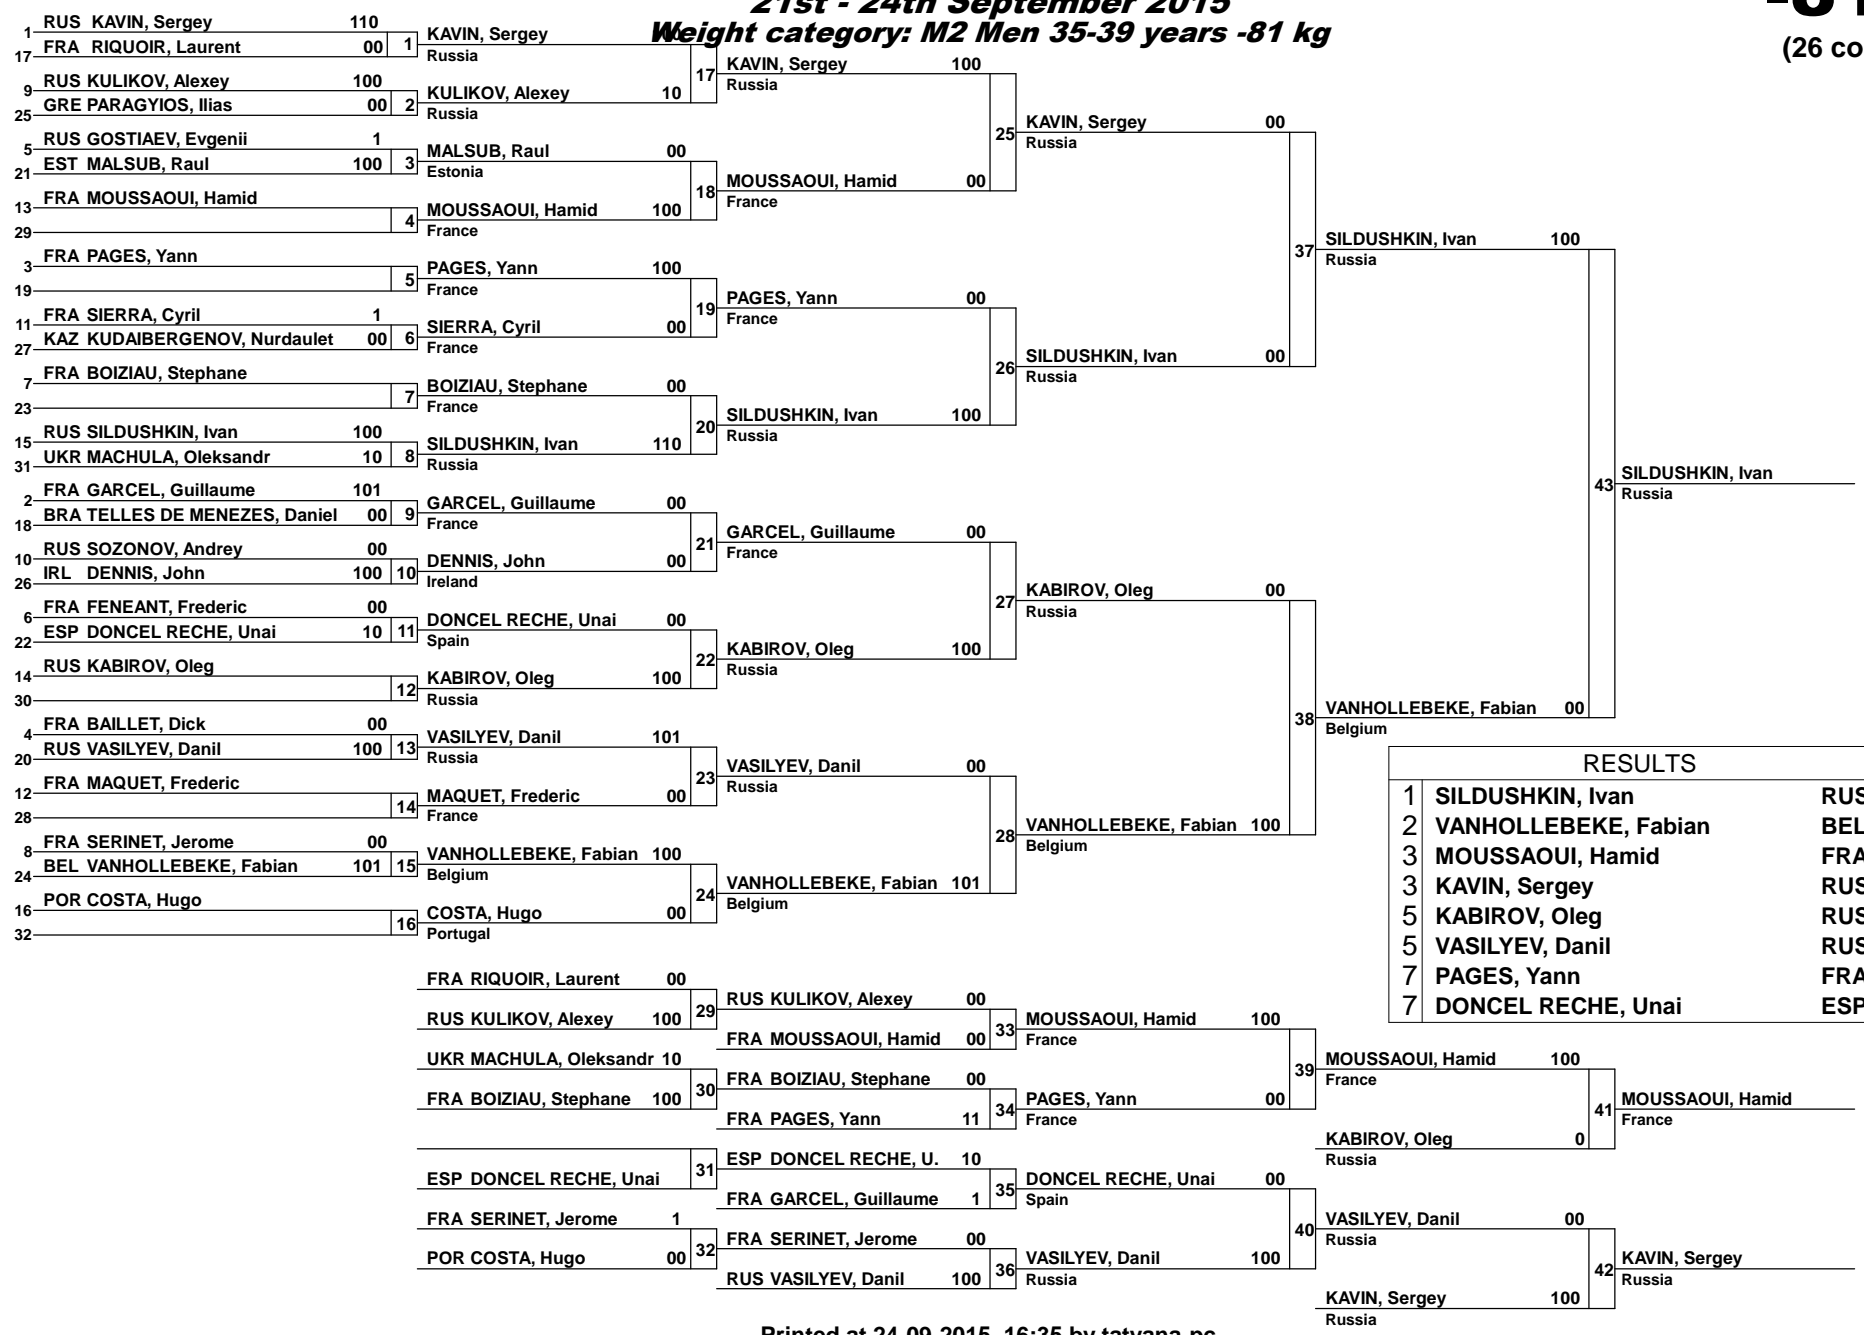 21st - 24th September 2015
Weight category: M2 Men 35-39 years -81 kg
(26 co
1 RUS KAVIN, Sergey 110
17 FRA RIQUOIR, Laurent 00 1
9 RUS KULIKOV, Alexey 100
25 GRE PARAGYIOS, Ilias 00 2
5 RUS GOSTIAEV, Evgenii 1
21 EST MALSUB, Raul 100 3
13 FRA MOUSSAOUI, Hamid
29 4
3 FRA PAGES, Yann
19 5
11 FRA SIERRA, Cyril 1
27 KAZ KUDAIBERGENOV, Nurdaulet 00 6
7 FRA BOIZIAU, Stephane
23 7
15 RUS SILDUSHKIN, Ivan 100
31 UKR MACHULA, Oleksandr 10 8
2 FRA GARCEL, Guillaume 101
18 BRA TELLES DE MENEZES, Daniel 00 9
10 RUS SOZONOV, Andrey 00
26 IRL DENNIS, John 100 10
6 FRA FENEANT, Frederic 00
22 ESP DONCEL RECHE, Unai 10 11
14 RUS KABIROV, Oleg
30 12
4 FRA BAILLET, Dick 00
20 RUS VASILYEV, Danil 100 13
12 FRA MAQUET, Frederic
28 14
8 FRA SERINET, Jerome 00
24 BEL VANHOLLEBEKE, Fabian 101 15
16 POR COSTA, Hugo
32 16
KAVIN, Sergey
Russia
17
KULIKOV, Alexey 10
Russia
MALSUB, Raul 00
Estonia
18
MOUSSAOUI, Hamid 100
France
PAGES, Yann 100
France
19
SIERRA, Cyril 00
France
BOIZIAU, Stephane 00
France
20
SILDUSHKIN, Ivan 110
Russia
GARCEL, Guillaume 00
France
21
DENNIS, John 00
Ireland
DONCEL RECHE, Unai 00
Spain
22
KABIROV, Oleg 100
Russia
VASILYEV, Danil 101
Russia
23
MAQUET, Frederic 00
France
VANHOLLEBEKE, Fabian 100
Belgium
24
COSTA, Hugo 00
Portugal
KAVIN, Sergey 100
Russia
25
MOUSSAOUI, Hamid 00
France
PAGES, Yann 00
France
26
SILDUSHKIN, Ivan 100
Russia
GARCEL, Guillaume 00
France
27
KABIROV, Oleg 100
Russia
VASILYEV, Danil 00
Russia
28
VANHOLLEBEKE, Fabian 101
Belgium
KAVIN, Sergey 00
Russia
37
SILDUSHKIN, Ivan 00
Russia
KABIROV, Oleg 00
Russia
38
VANHOLLEBEKE, Fabian 100
Belgium
SILDUSHKIN, Ivan 100
Russia
43
VANHOLLEBEKE, Fabian 00
Belgium
SILDUSHKIN, Ivan
Russia
RESULTS
1 SILDUSHKIN, Ivan RUS
2 VANHOLLEBEKE, Fabian BEL
3 MOUSSAOUI, Hamid FRA
3 KAVIN, Sergey RUS
5 KABIROV, Oleg RUS
5 VASILYEV, Danil RUS
7 PAGES, Yann FRA
7 DONCEL RECHE, Unai ESP
FRA RIQUOIR, Laurent 00
29
RUS KULIKOV, Alexey 100
UKR MACHULA, Oleksandr 10
30
FRA BOIZIAU, Stephane 100
31
ESP DONCEL RECHE, Unai
FRA SERINET, Jerome 1
32
POR COSTA, Hugo 00
RUS KULIKOV, Alexey 00
33
FRA MOUSSAOUI, Hamid 00
FRA BOIZIAU, Stephane 00
34
FRA PAGES, Yann 11
ESP DONCEL RECHE, U. 10
35
FRA GARCEL, Guillaume 1
FRA SERINET, Jerome 00
36
RUS VASILYEV, Danil 100
MOUSSAOUI, Hamid 100
France
39
PAGES, Yann 00
France
DONCEL RECHE, Unai 00
Spain
40
VASILYEV, Danil 100
Russia
MOUSSAOUI, Hamid 100
France
41
KABIROV, Oleg 0
Russia
VASILYEV, Danil 00
Russia
42
KAVIN, Sergey 100
Russia
MOUSSAOUI, Hamid
France
KAVIN, Sergey
Russia
Printed at 24-09-2015 16:35 by tatyana-pc